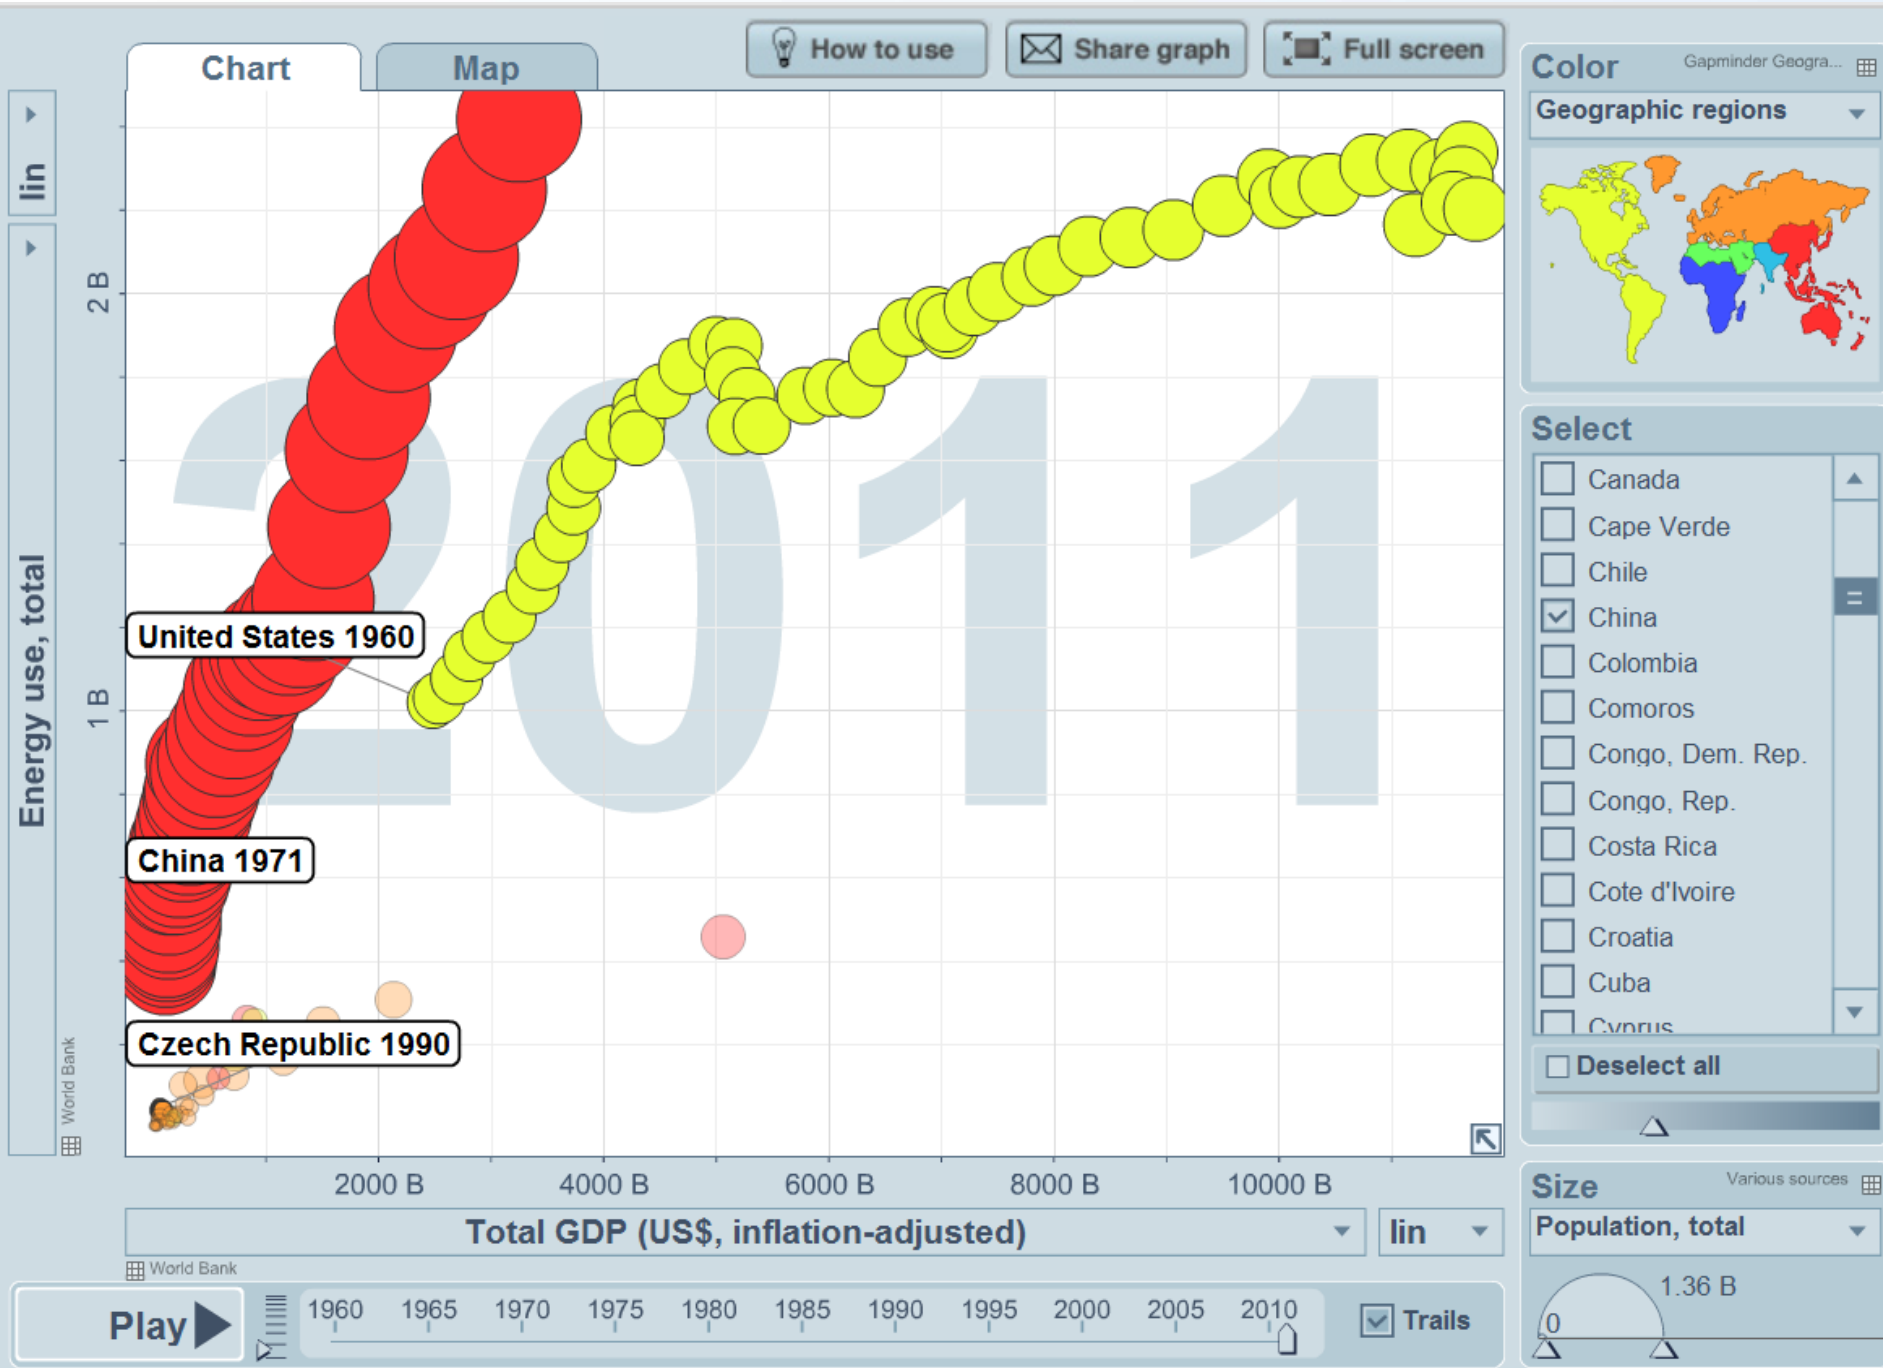 How to use
Share graph
Full screen
Chart
Map
Color
Gapminder Geogra...
Geographic regions
lin
Energy use, total
World Bank
2 B
1 B
2011
United States 1960
China 1971
Czech Republic 1990
Select
Canada
Cape Verde
Chile
China
Colombia
Comoros
Congo, Dem. Rep.
Congo, Rep.
Costa Rica
Cote d'Ivoire
Croatia
Cuba
Cyprus
Deselect all
2000 B
4000 B
6000 B
8000 B
10000 B
Total GDP (US$, inflation-adjusted)
lin
World Bank
Size
Various sources
Population, total
1.36 B
0
Play
1960 1965 1970 1975 1980 1985 1990 1995 2000 2005 2010
Trails